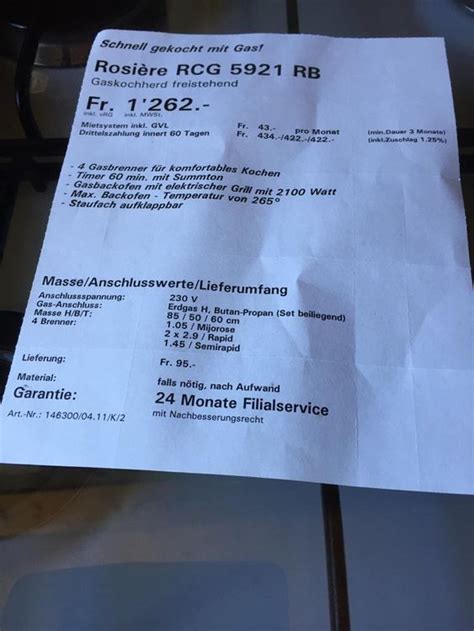 Schnell gekocht mit Gas!
Rosière RCG 5921 RB
Gaskochherd freistehend
Fr. 1'262.-
inkl. vRG inkl. MWSt.
Mietsystem inkl. GVL Fr. 43.- pro Monat (min.Dauer 3 Monate)
Drittelszahlung innert 60 Tagen Fr. 434.-/422.-/422.- (inkl.Zuschlag 1.25%)
- 4 Gasbrenner für komfortables Kochen
- Timer 60 min. mit Summton
- Gasbackofen mit elektrischer Grill mit 2100 Watt
- Max. Backofen - Temperatur von 265°
- Staufach aufklappbar
Masse/Anschlusswerte/Lieferumfang
Anschlussspannung: 230 V
Gas-Anschluss: Erdgas H, Butan-Propan (Set beiliegend)
Masse H/B/T: 85 / 50 / 60 cm
4 Brenner: 1.05 / Mijorose
2 x 2.9 / Rapid
1.45 / Semirapid
Lieferung: Fr. 95.-
Material: falls nötig, nach Aufwand
Garantie: 24 Monate Filialservice
mit Nachbesserungsrecht
Art.-Nr.: 146300/04.11/K/2